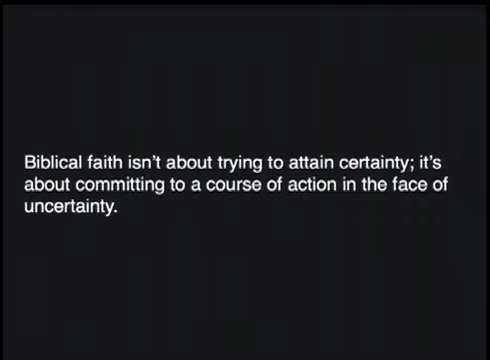 Biblical faith isn’t about trying to attain certainty; it’s
about committing to a course of action in the face of
uncertainty.